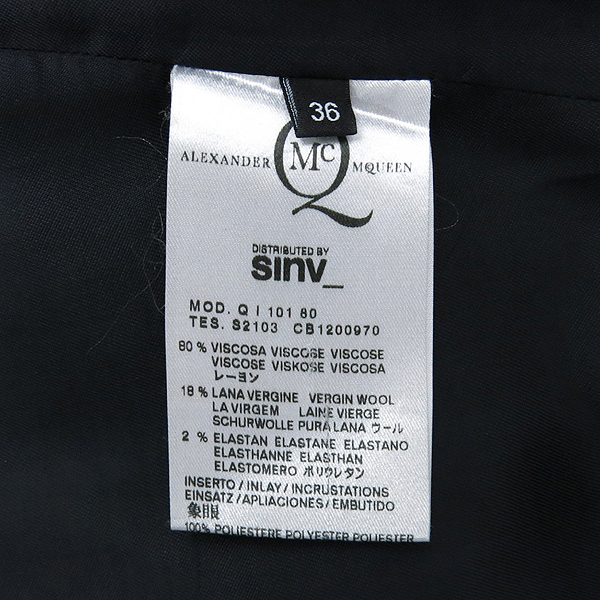 36
ALEXANDER McQ MCQUEEN
DISTRIBUTED BY
sinv_
MOD. Q I 101 80
TES. S2103 CB1200970
80 % VISCOSA VISCOSE VISCOSE
VISCOSE VISKOSE VISCOSA
レーヨン
18 % LANA VERGINE VERGIN WOOL
LA VIRGEM LAINE VIERGE
SCHURWOLLE PURA LANA ウール
2 % ELASTAN ELASTANE ELASTANO
ELASTHANNE ELASTHAN
ELASTOMERO ポリウレタン
INSERTO / INLAY / INCRUSTATIONS
EINSATZ / APLIACIONES / EMBUTIDO
象眼
100% POLIESTERE POLYESTER POLIESTER